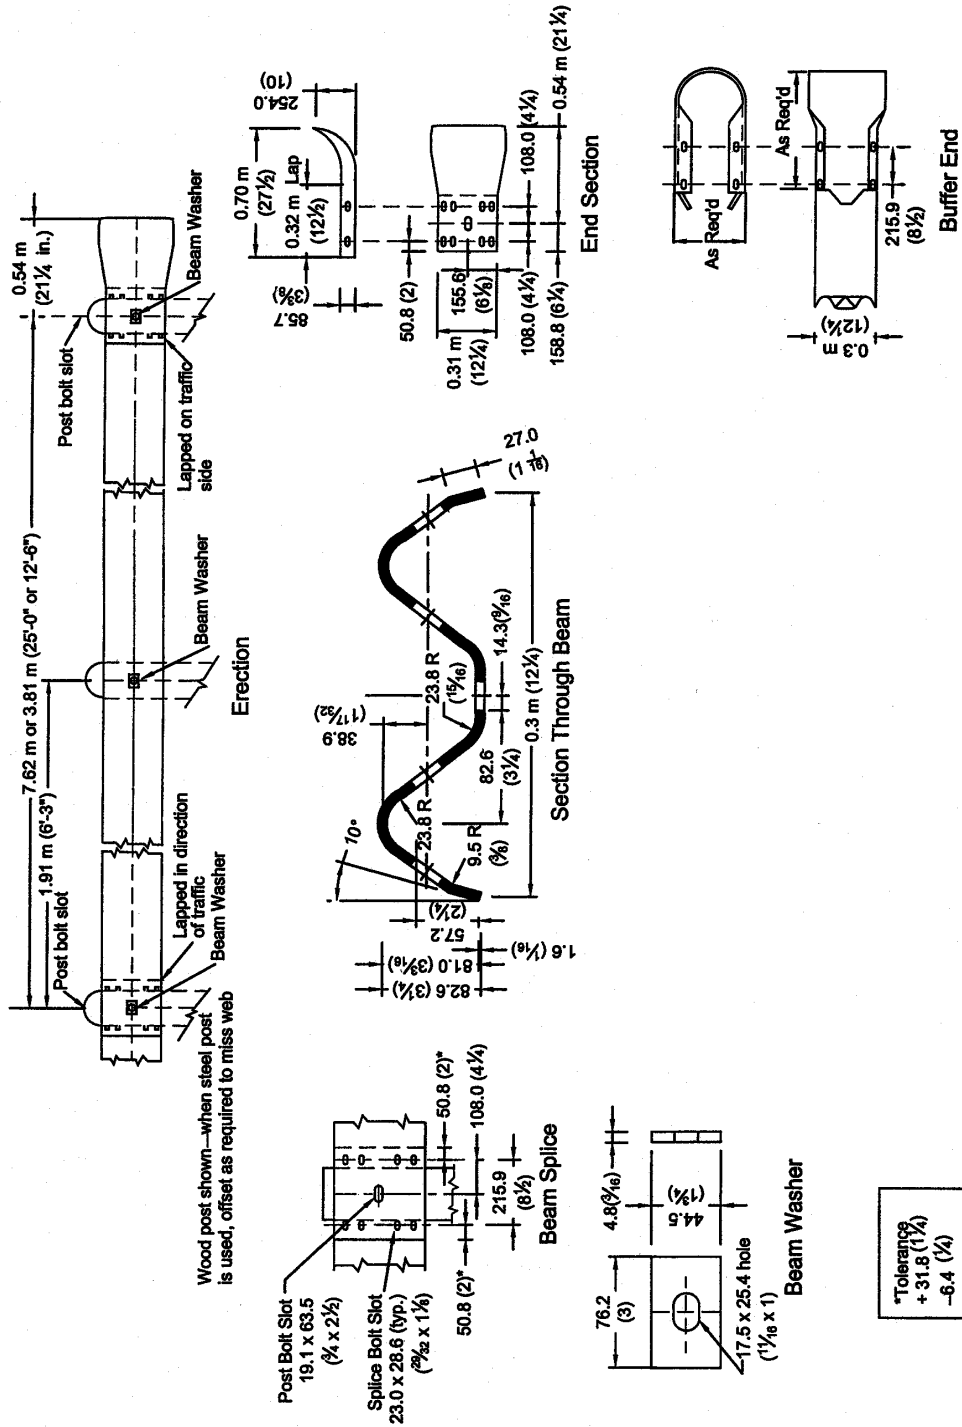 7.62 m or 3.81 m (25'-0" or 12'-6")
0.54 m
(21¼ in.)
1.91 m (6'-3")
Post bolt slot
Post bolt slot
Lapped in direction
of traffic
Beam Washer
Beam Washer
Lapped on traffic
side
Beam Washer
Wood post shown—when steel post
is used, offset as required to miss web
Erection
Post Bolt Slot
19.1 x 63.5
(¾ x 2½)
Splice Bolt Slot
23.0 x 28.6 (typ.)
(29/32 x 1⅛)
50.8 (2)*
50.8 (2)*
108.0 (4¼)
215.9
(8½)
Beam Splice
10°
23.8 R
38.9
(1 17/32)
23.8 R
(15/16)
27.0
(1 1/16)
57.2
(2¼)
9.5 R
(⅜)
82.6
(3¼)
14.3(9/16)
1.6 (1/16)
81.0 (3 3/16)
82.6 (3¼)
0.3 m (12¼)
Section Through Beam
0.70 m
(27½)
254.0
(10)
0.32 m Lap
(12½)
85.7
(3⅜)
50.8 (2)
0.31 m
(12¼)
155.6
(6⅛)
108.0 (4¼)
108.0 (4¼)
158.8 (6¼)
0.54 m (21¼)
End Section
76.2
(3)
4.8(3/16)
44.5
(1¾)
17.5 x 25.4 hole
(11/16 x 1)
Beam Washer
As Req'd
As Req'd
0.3 m
(12¼)
215.9
(8½)
Buffer End
*Tolerance
+ 31.8 (1¼)
–6.4 (¼)